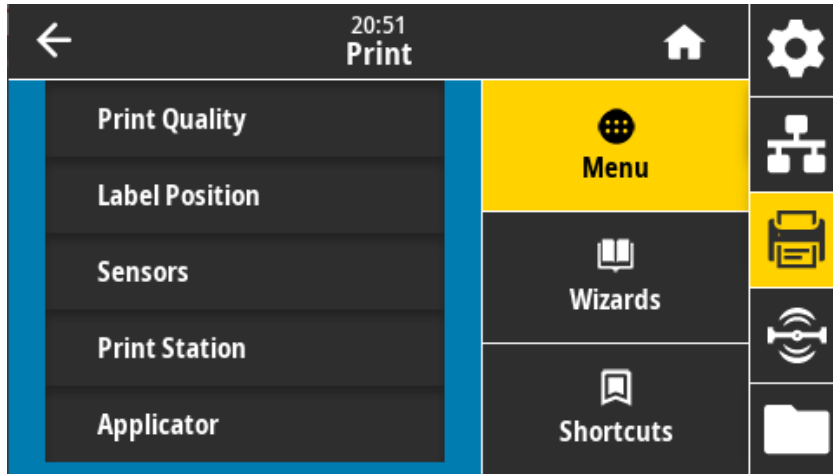 20:51
Print
Print Quality
Label Position
Sensors
Print Station
Applicator
Menu
Wizards
Shortcuts